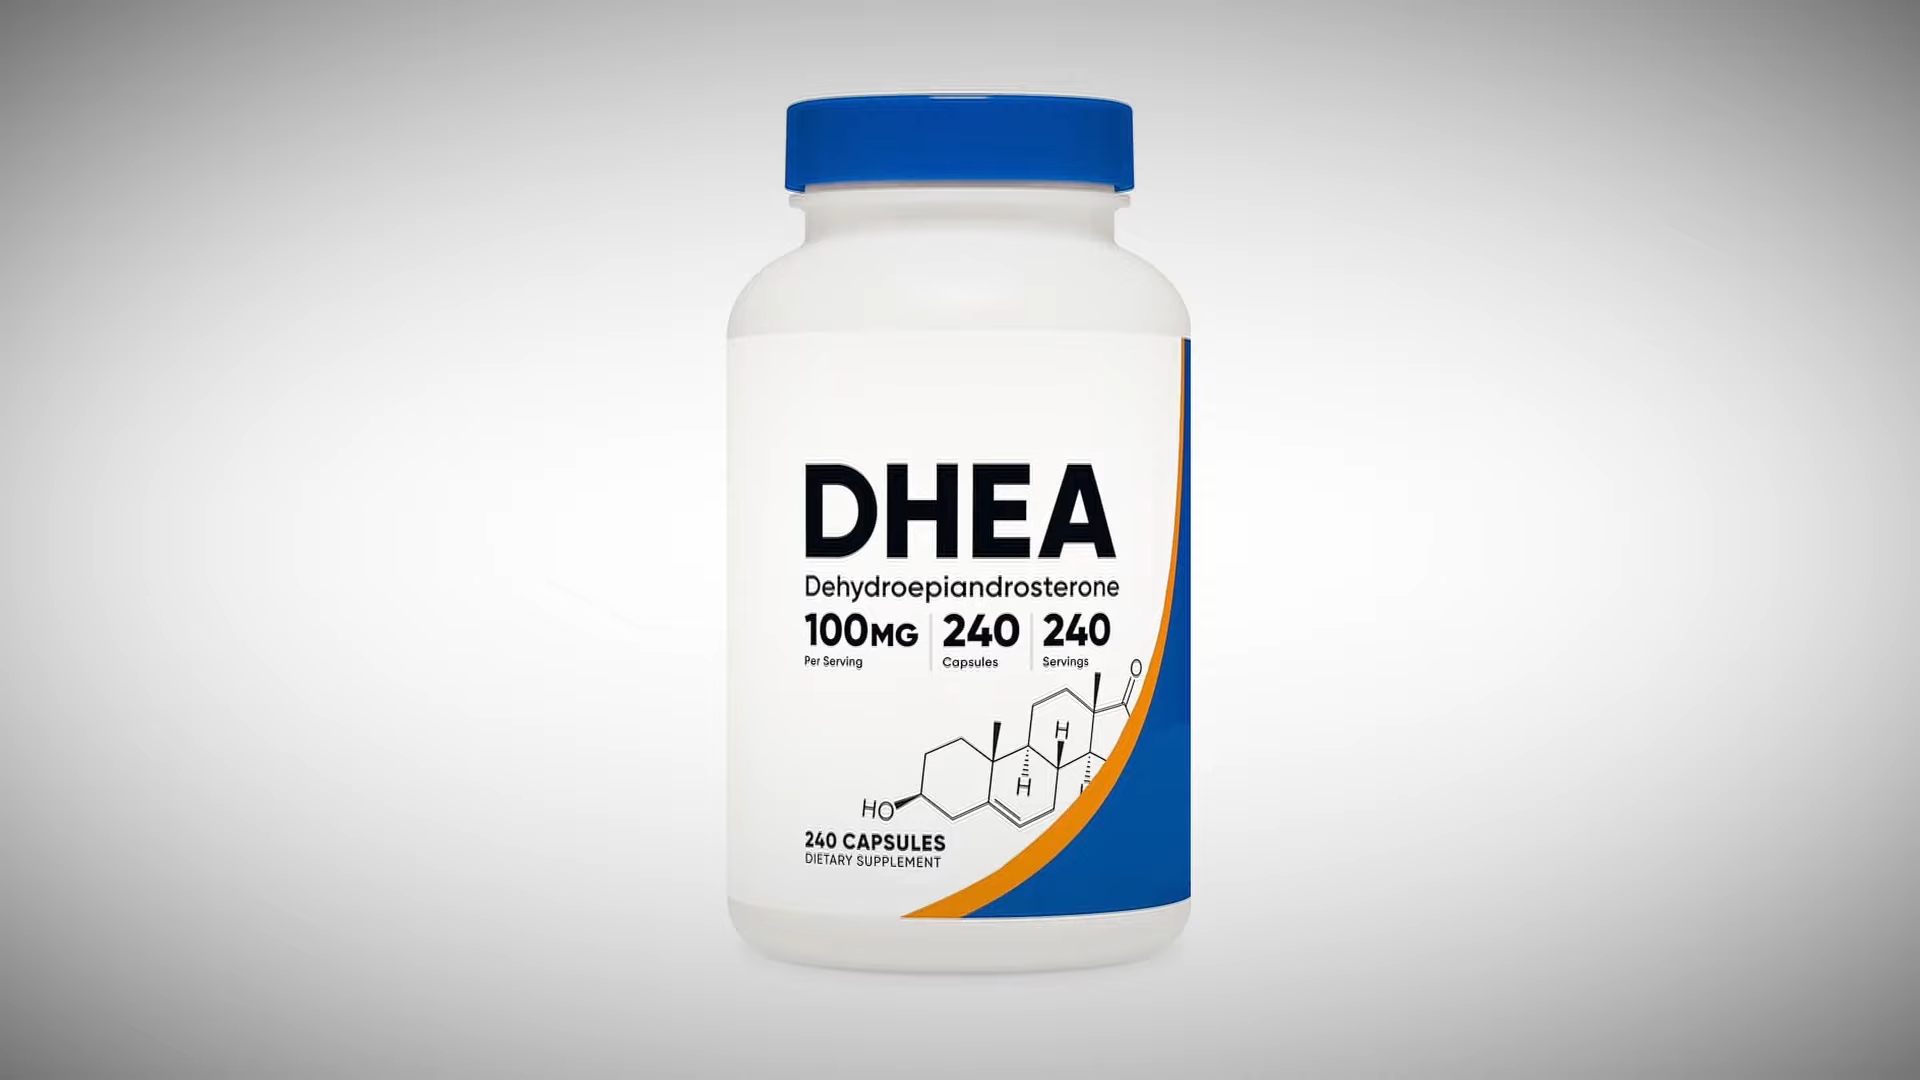 DHEA
Dehydroepiandrosterone
100MG 240 240
Per Serving Capsules Servings
O
H
H
HO
240 CAPSULES
DIETARY SUPPLEMENT